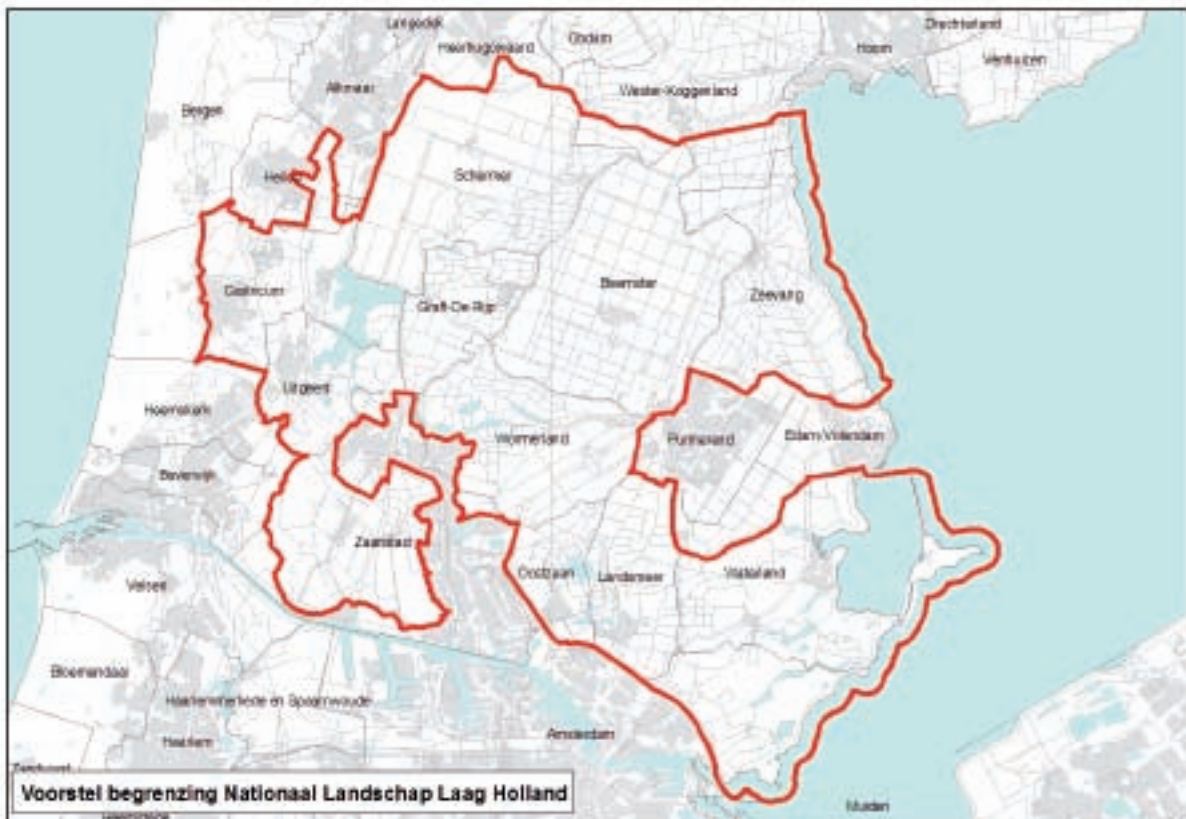 Langedijk
Obdam
Drechterland
Heerhugowaard
Hoorn
Venhuizen
Alkmaar
Wester-Koggenland
Bergen
Schermer
Heiloo
Beemster
Castricum
Zeevang
Graft-De Rijp
Uitgeest
Heemskerk
Wormerland
Purmerend
Edam-Volendam
Beverwijk
Zaanstad
Oostzaan
Landsmeer
Waterland
Velsen
Bloemendaal
Haarlemmerliede en Spaarnwoude
Amsterdam
Haarlem
Zandvoort
Voorstel begrenzing Nationaal Landschap Laag Holland
Muiden